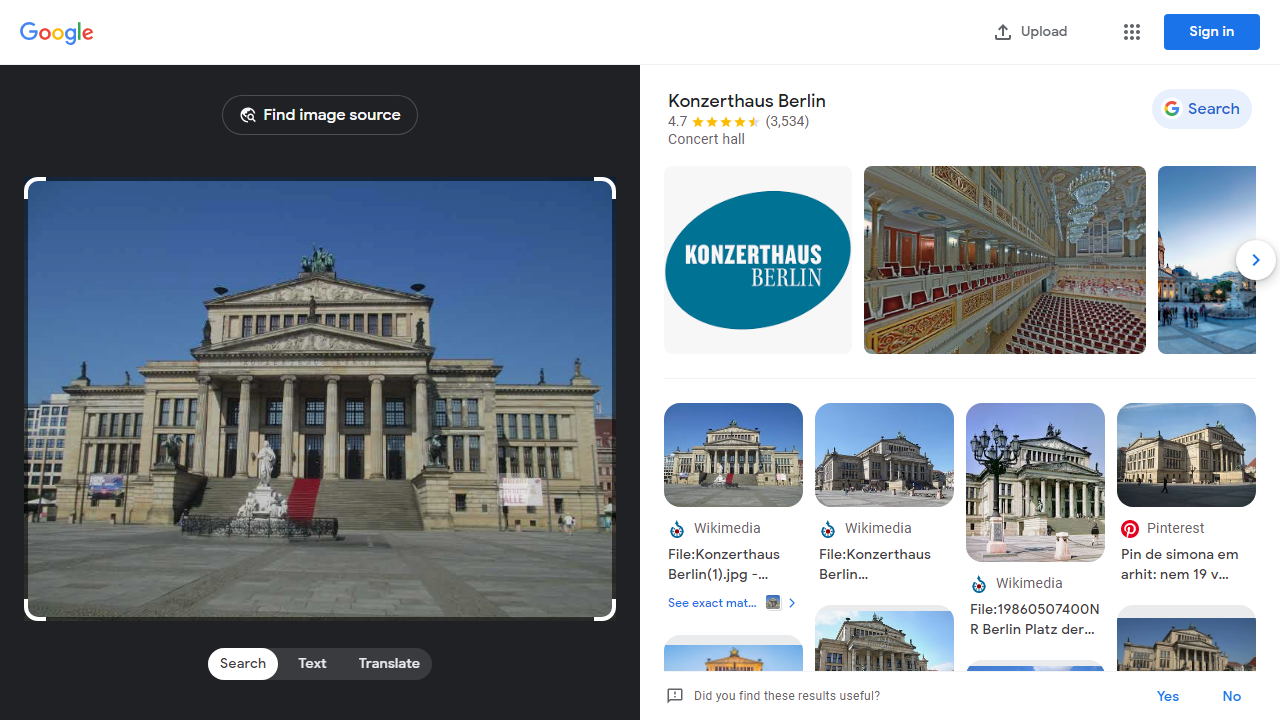 Google
Upload
Sign in
Find image source
Konzerthaus Berlin
4.7 (3,534)
Concert hall
Search
KONZERTHAUS
BERLIN
Wikimedia
File:Konzerthaus
Berlin(1).jpg -...
See exact mat...
Wikimedia
File:Konzerthaus
Berlin...
Wikimedia
File:19860507400N
R Berlin Platz der...
Pinterest
Pin de simona em
arhit: nem 19 v...
Search
Text
Translate
Did you find these results useful?
Yes
No